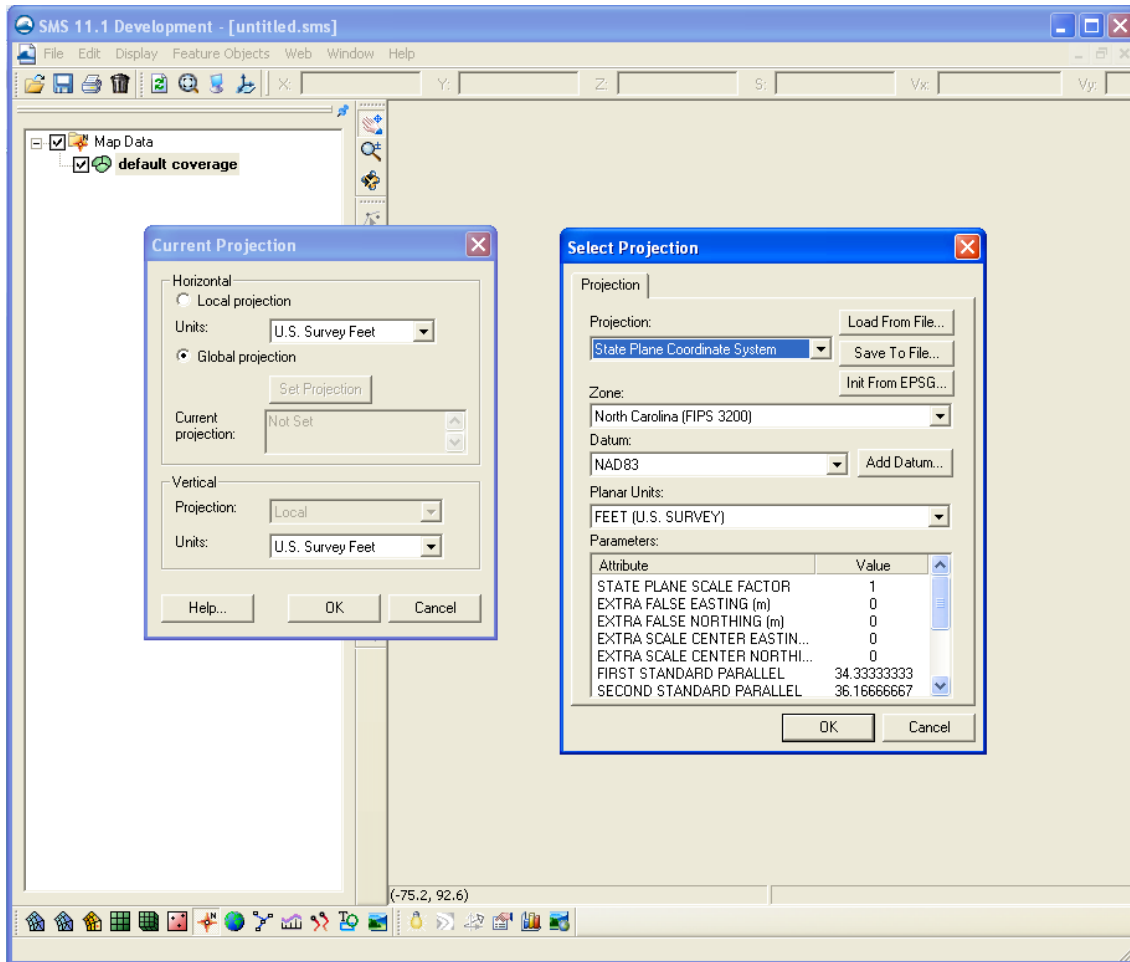 SMS 11.1 Development - [untitled.sms]
File Edit Display Feature Objects Web Window Help
X: Y: Z: S: Vx: Vy:
Map Data
default coverage
Current Projection
Horizontal
Local projection
Units: U.S. Survey Feet
Global projection
Set Projection
Current projection: Not Set
Vertical
Projection: Local
Units: U.S. Survey Feet
Help... OK Cancel
Select Projection
Projection
Projection:
Load From File...
State Plane Coordinate System
Save To File...
Init From EPSG...
Zone:
North Carolina (FIPS 3200)
Datum:
NAD83
Add Datum...
Planar Units:
FEET (U.S. SURVEY)
Parameters:
Attribute Value
STATE PLANE SCALE FACTOR 1
EXTRA FALSE EASTING (m) 0
EXTRA FALSE NORTHING (m) 0
EXTRA SCALE CENTER EASTIN... 0
EXTRA SCALE CENTER NORTHI... 0
FIRST STANDARD PARALLEL 34.33333333
SECOND STANDARD PARALLEL 36.16666667
OK Cancel
(-75.2, 92.6)